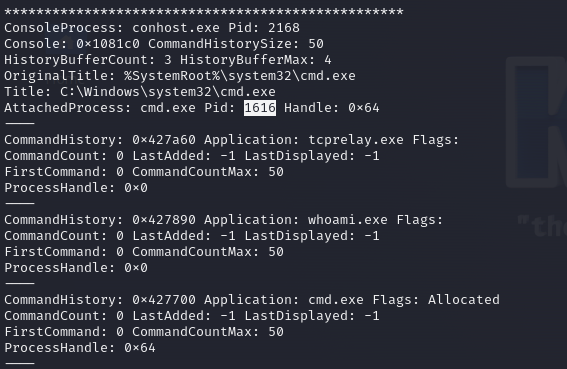 **************************************************
ConsoleProcess: conhost.exe Pid: 2168
Console: 0×1081c0 CommandHistorySize: 50
HistoryBufferCount: 3 HistoryBufferMax: 4
OriginalTitle: %SystemRoot%\system32\cmd.exe
Title: C:\Windows\system32\cmd.exe
AttachedProcess: cmd.exe Pid: 1616 Handle: 0×64
----
CommandHistory: 0×427a60 Application: tcprelay.exe Flags:
CommandCount: 0 LastAdded: -1 LastDisplayed: -1
FirstCommand: 0 CommandCountMax: 50
ProcessHandle: 0×0
----
CommandHistory: 0×427890 Application: whoami.exe Flags:
CommandCount: 0 LastAdded: -1 LastDisplayed: -1
FirstCommand: 0 CommandCountMax: 50
ProcessHandle: 0×0
----
CommandHistory: 0×427700 Application: cmd.exe Flags: Allocated
CommandCount: 0 LastAdded: -1 LastDisplayed: -1
FirstCommand: 0 CommandCountMax: 50
ProcessHandle: 0×64
----